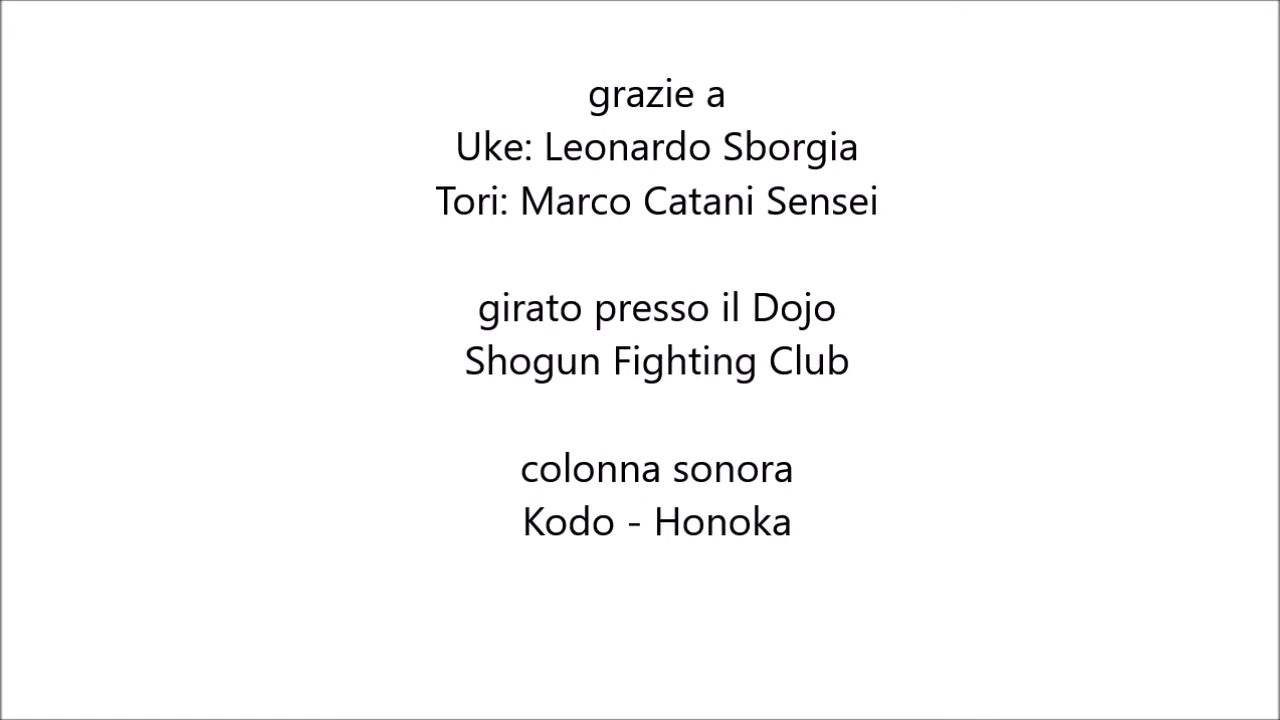 grazie a
Uke: Leonardo Sborgia
Tori: Marco Catani Sensei
girato presso il Dojo
Shogun Fighting Club
colonna sonora
Kodo - Honoka